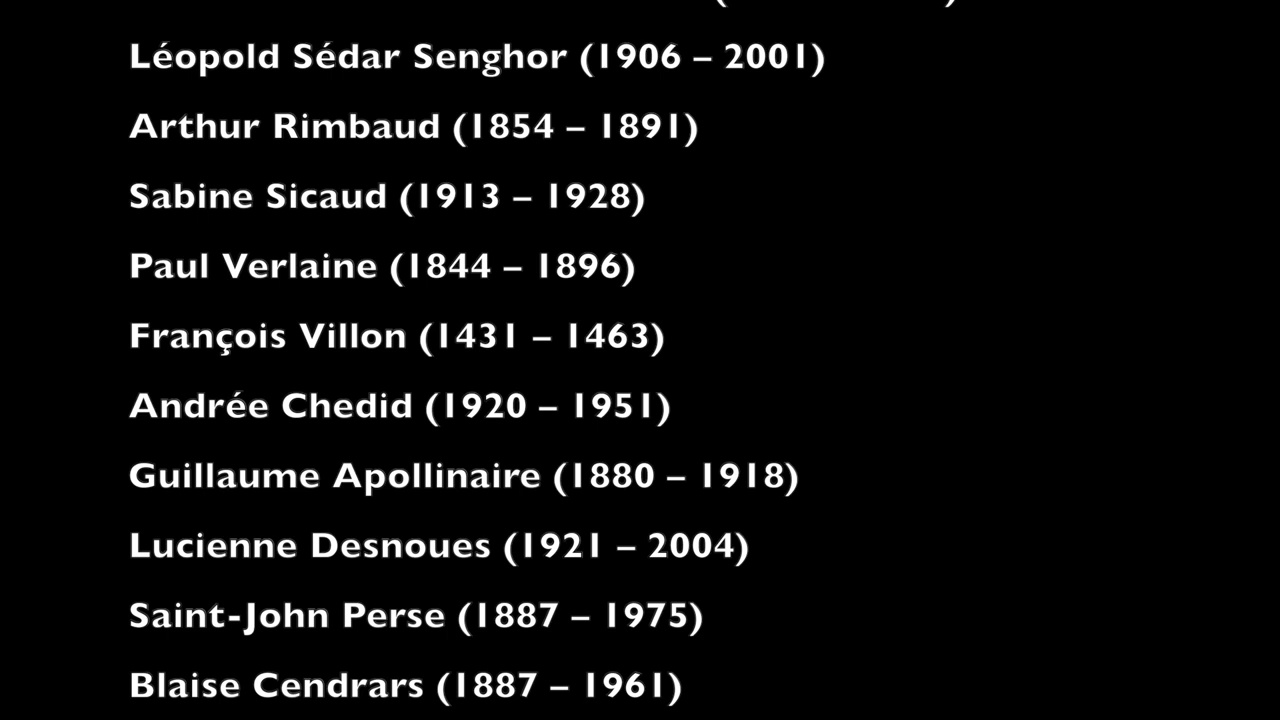 Léopold Sédar Senghor (1906 – 2001)
Arthur Rimbaud (1854 – 1891)
Sabine Sicaud (1913 – 1928)
Paul Verlaine (1844 – 1896)
François Villon (1431 – 1463)
Andrée Chedid (1920 – 1951)
Guillaume Apollinaire (1880 – 1918)
Lucienne Desnoues (1921 – 2004)
Saint-John Perse (1887 – 1975)
Blaise Cendrars (1887 – 1961)